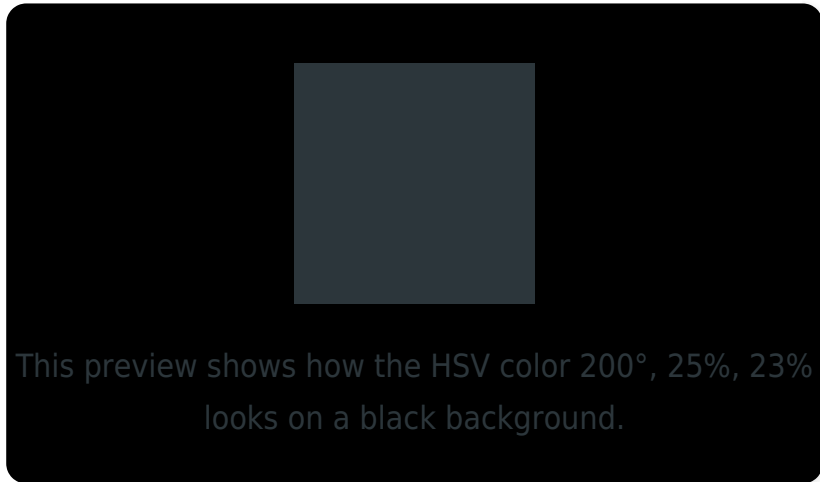 This preview shows how the HSV color 200°, 25%, 23%
looks on a black background.